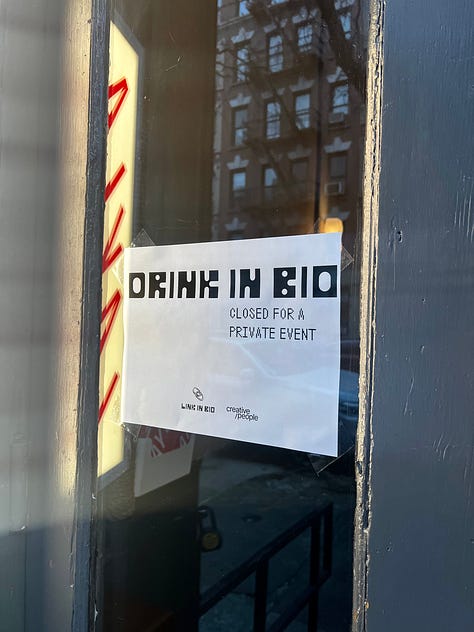 DRINK IN BIO
CLOSED FOR A
PRIVATE EVENT
LINK IN BIO
creative
/people